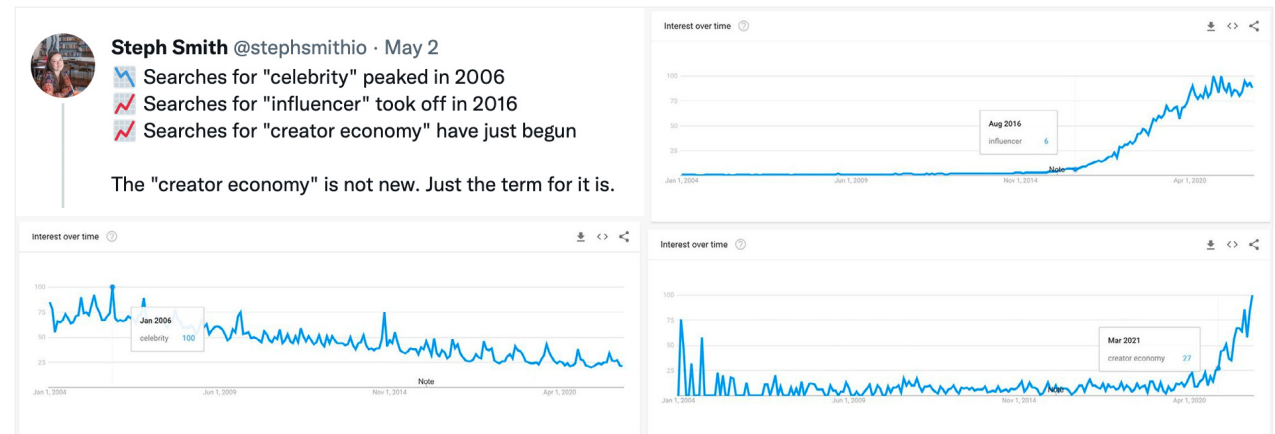 Steph Smith @stephsmithio · May 2
📉 Searches for "celebrity" peaked in 2006
📈 Searches for "influencer" took off in 2016
📈 Searches for "creator economy" have just begun
The "creator economy" is not new. Just the term for it is.
Interest over time
100
75
50
25
Aug 2016
influencer 6
Note
Jan 1, 2004
Jun 1, 2009
Nov 1, 2014
Apr 1, 2020
Interest over time
100
75
50
25
Jan 2006
celebrity 100
Note
Jan 1, 2004
Jun 1, 2009
Nov 1, 2014
Apr 1, 2020
Interest over time
100
75
50
25
Mar 2021
creator economy 27
Note
Jan 1, 2004
Jun 1, 2009
Nov 1, 2014
Apr 1, 2020